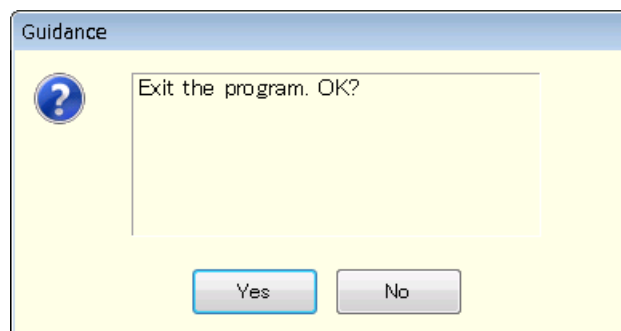 Guidance
Exit the program. OK?
Yes No